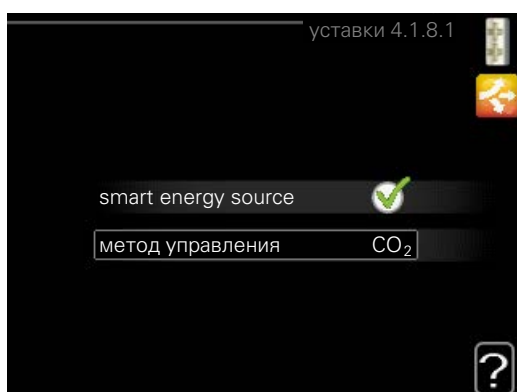 уставки 4.1.8.1
smart energy source
метод управления CO₂
?